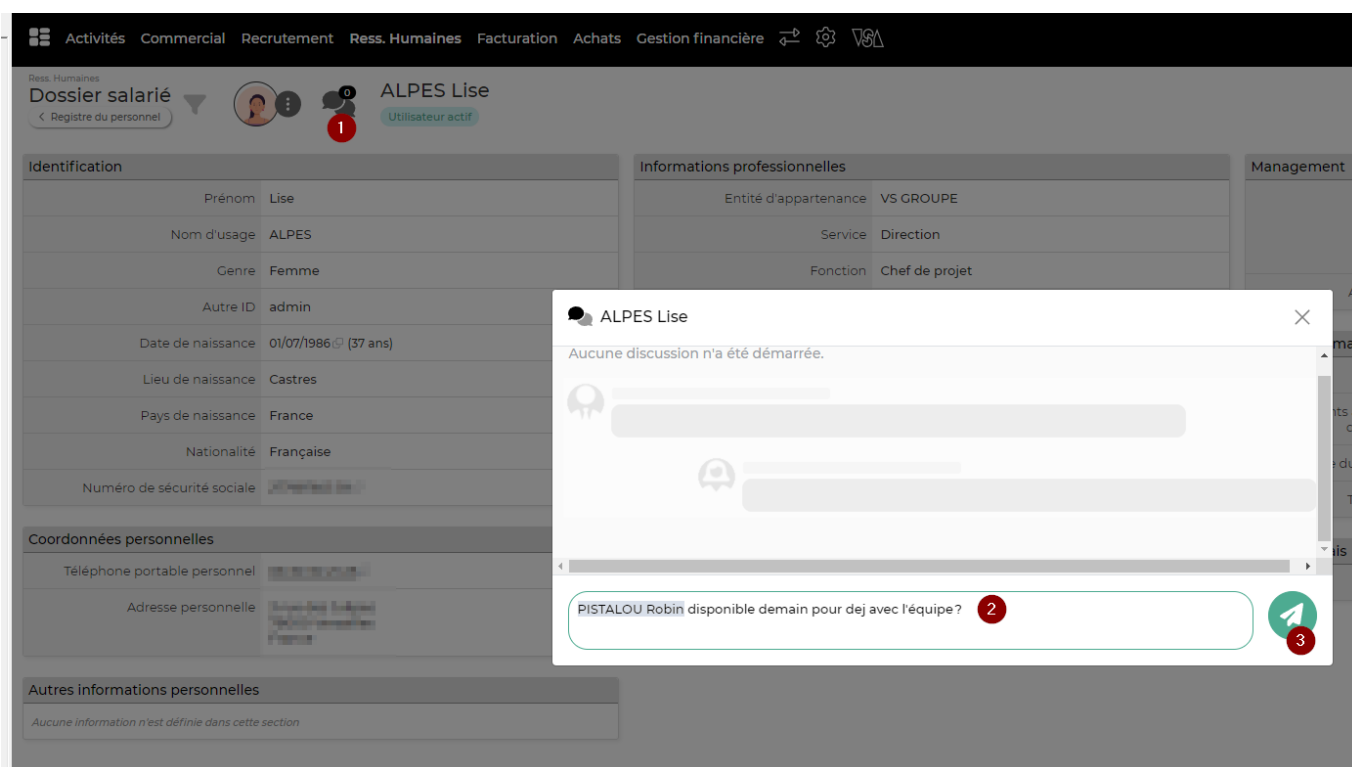 Activités Commercial Recrutement Ress. Humaines Facturation Achats Gestion financière VSA
Ress. Humaines
Dossier salarié
< Registre du personnel
0
1
ALPES Lise
Utilisateur actif
Identification
Prénom Lise
Nom d'usage ALPES
Genre Femme
Autre ID admin
Date de naissance 01/07/1986 (37 ans)
Lieu de naissance Castres
Pays de naissance France
Nationalité Française
Numéro de sécurité sociale
Coordonnées personnelles
Téléphone portable personnel
Adresse personnelle
Autres informations personnelles
Aucune information n'est définie dans cette section
Informations professionnelles
Entité d'appartenance VS GROUPE
Service Direction
Fonction Chef de projet
Management
ALPES Lise
Aucune discussion n'a été démarrée.
PISTALOU Robin disponible demain pour dej avec l'équipe? 2
3